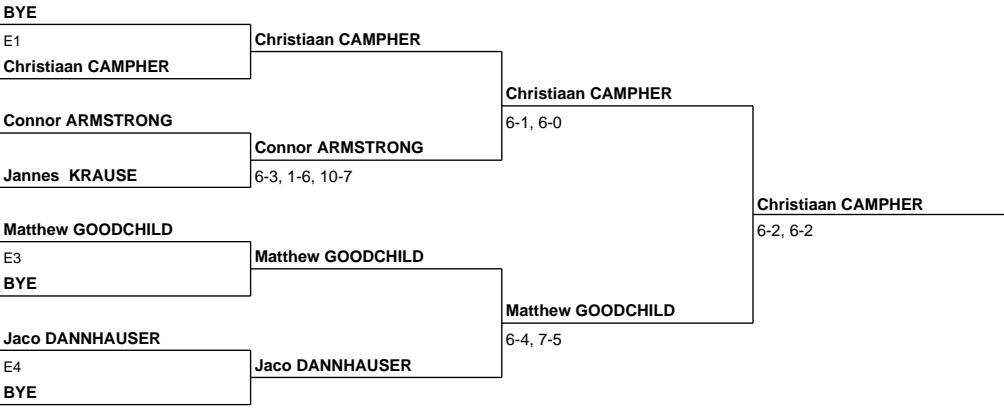 BYE
E1
Christiaan CAMPHER
Christiaan CAMPHER
Christiaan CAMPHER
6-1, 6-0
Connor ARMSTRONG
Connor ARMSTRONG
Jannes KRAUSE
6-3, 1-6, 10-7
Christiaan CAMPHER
6-2, 6-2
Matthew GOODCHILD
E3
Matthew GOODCHILD
BYE
Matthew GOODCHILD
6-4, 7-5
Jaco DANNHAUSER
E4
Jaco DANNHAUSER
BYE